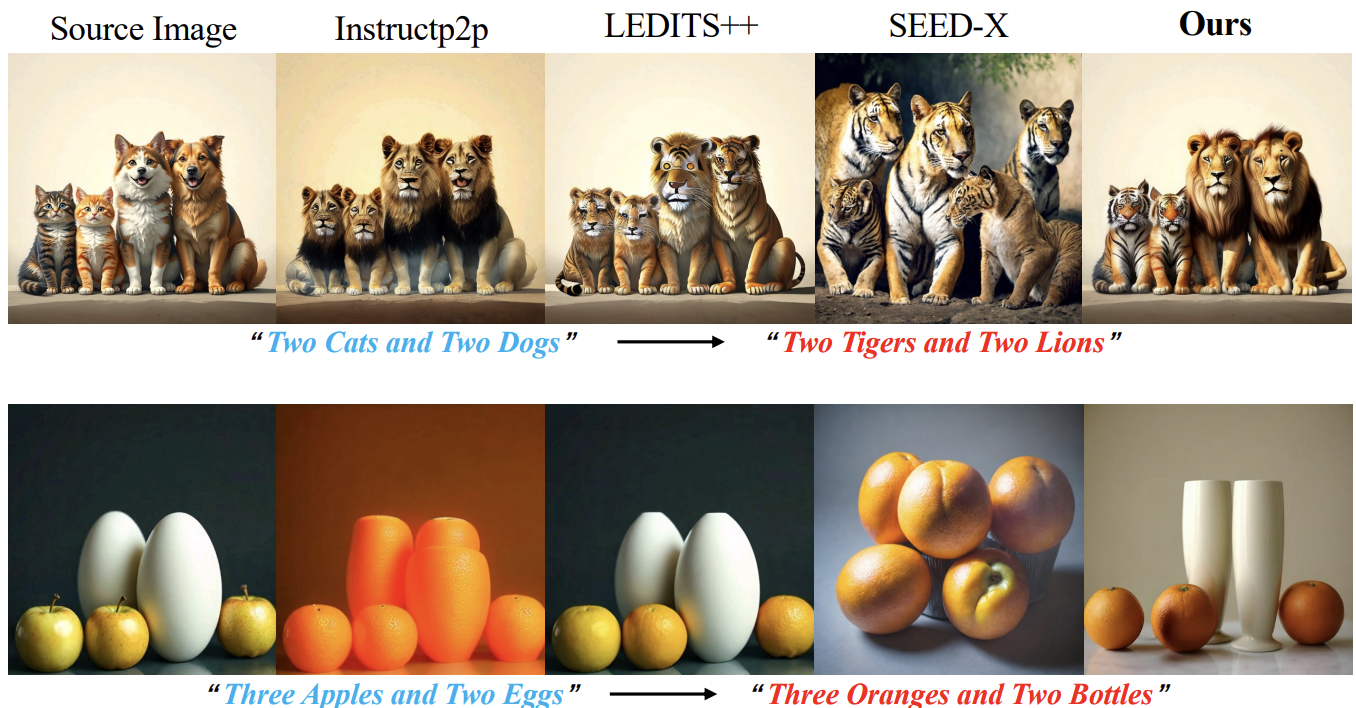 Source Image Instructp2p LEDITS++ SEED-X Ours
“Two Cats and Two Dogs” “Two Tigers and Two Lions”
“Three Apples and Two Eggs” “Three Oranges and Two Bottles”